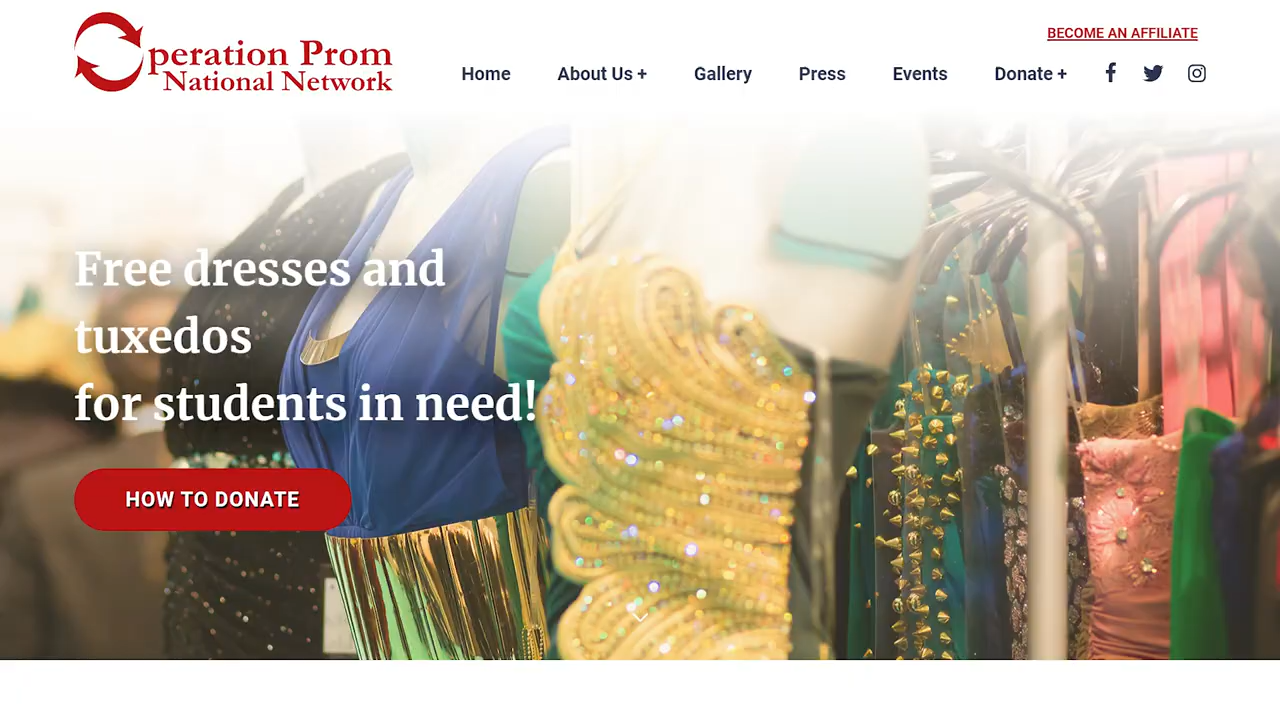 BECOME AN AFFILIATE
Operation Prom
National Network
Home About Us + Gallery Press Events Donate +
Free dresses and
tuxedos
for students in need!
HOW TO DONATE